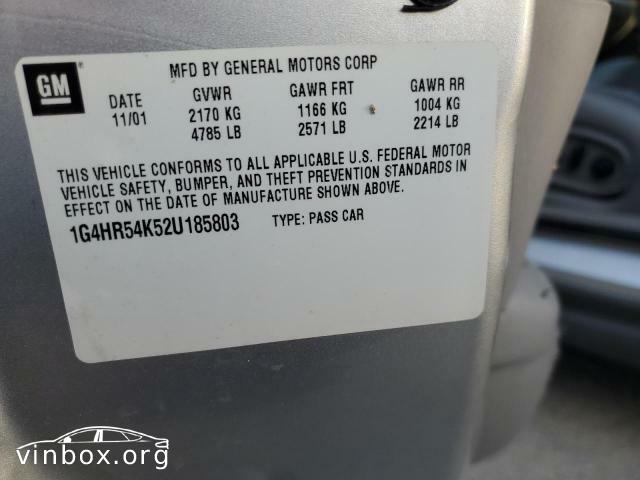 GM
MFD BY GENERAL MOTORS CORP
DATE GVWR GAWR FRT GAWR RR
11/01 2170 KG 1166 KG 1004 KG
4785 LB 2571 LB 2214 LB
THIS VEHICLE CONFORMS TO ALL APPLICABLE U.S. FEDERAL MOTOR
VEHICLE SAFETY, BUMPER, AND THEFT PREVENTION STANDARDS IN
EFFECT ON THE DATE OF MANUFACTURE SHOWN ABOVE.
1G4HR54K52U185803 TYPE: PASS CAR
vinbox.org